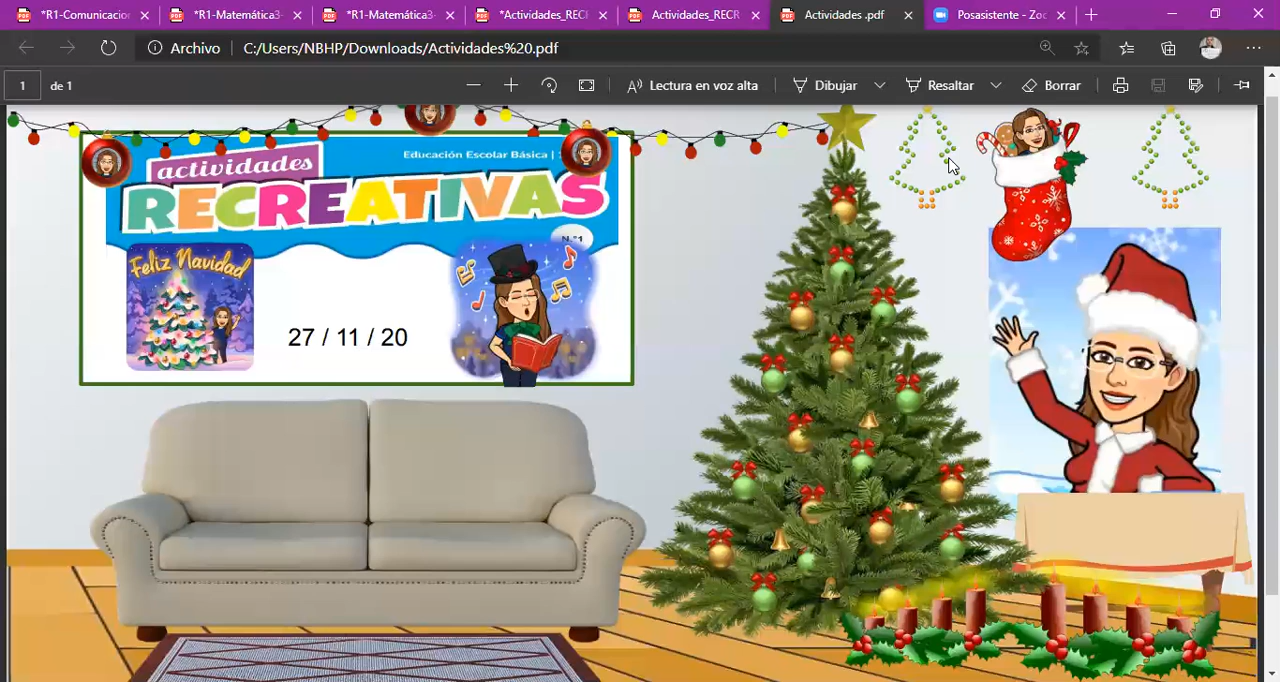 *R1-Comunicacion
*R1-Matemática3-
*R1-Matemática3-
*Actividades_RECR
Actividades_RECR
Actividades .pdf
Posasistente - Zoo
Archivo
C:/Users/NBHP/Downloads/Actividades%20.pdf
1
de 1
Lectura en voz alta
Dibujar
Resaltar
Borrar
Educación Escolar Básica |
actividades
RECREATIVAS
N.°1
Feliz Navidad
27 / 11 / 20